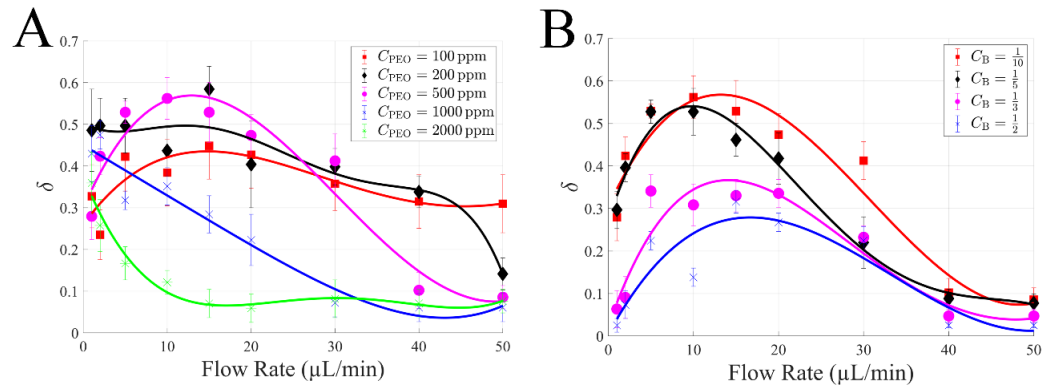 A
0.7
0.6
0.5
0.4
0.3
0.2
0.1
0
δ
0 10 20 30 40 50
Flow Rate (μL/min)
C_PEO = 100 ppm
C_PEO = 200 ppm
C_PEO = 500 ppm
C_PEO = 1000 ppm
C_PEO = 2000 ppm
B
0.7
0.6
0.5
0.4
0.3
0.2
0.1
0
δ
0 10 20 30 40 50
Flow Rate (μL/min)
C_B = 1/10
C_B = 1/5
C_B = 1/3
C_B = 1/2